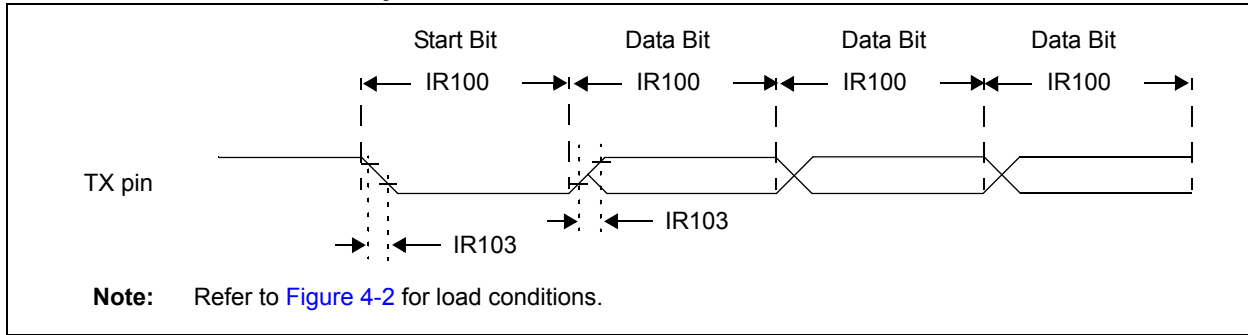 Start Bit Data Bit Data Bit Data Bit
IR100 IR100 IR100 IR100
TX pin
IR103
IR103
Note: Refer to Figure 4-2 for load conditions.